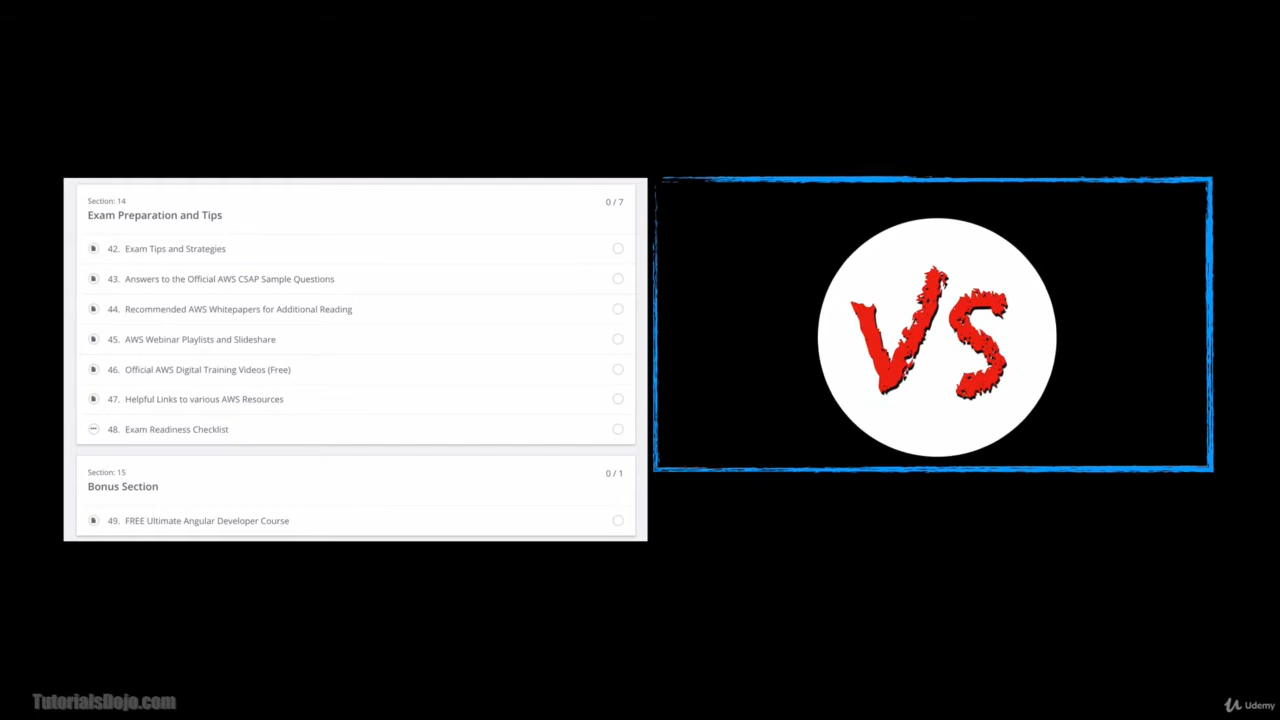 Section: 14
0 / 7
Exam Preparation and Tips
42. Exam Tips and Strategies
43. Answers to the Official AWS CSAP Sample Questions
44. Recommended AWS Whitepapers for Additional Reading
45. AWS Webinar Playlists and Slideshare
46. Official AWS Digital Training Videos (Free)
47. Helpful Links to various AWS Resources
48. Exam Readiness Checklist
Section: 15
0 / 1
Bonus Section
49. FREE Ultimate Angular Developer Course
VS
TutorialsDojo.com
Udemy